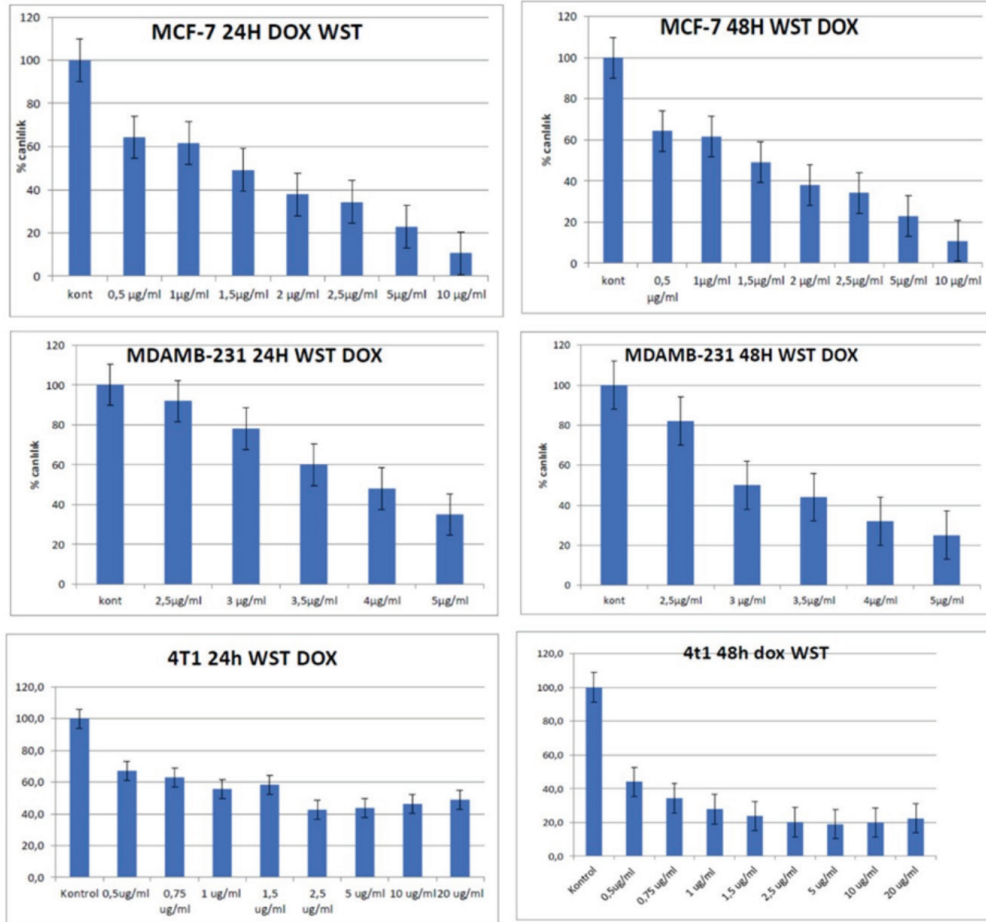 MCF-7 24H DOX WST
120
100
80
60
40
20
0
% canlılık
kont 0,5 µg/ml 1µg/ml 1,5µg/ml 2 µg/ml 2,5µg/ml 5µg/ml 10 µg/ml
MCF-7 48H WST DOX
120
100
80
60
40
20
0
% canlılık
kont 0,5 µg/ml 1µg/ml 1,5µg/ml 2 µg/ml 2,5µg/ml 5µg/ml 10 µg/ml
MDAMB-231 24H WST DOX
120
100
80
60
40
20
0
% canlılık
kont 2,5µg/ml 3 µg/ml 3,5µg/ml 4µg/ml 5µg/ml
MDAMB-231 48H WST DOX
120
100
80
60
40
20
0
% canlılık
kont 2,5µg/ml 3 µg/ml 3,5µg/ml 4µg/ml 5µg/ml
4T1 24h WST DOX
120,0
100,0
80,0
60,0
40,0
20,0
0,0
Kontrol 0,5ug/ml 0,75 ug/ml 1 ug/ml 1,5 ug/ml 2,5 ug/ml 5 ug/ml 10 ug/ml 20 ug/ml
4t1 48h dox WST
120,0
100,0
80,0
60,0
40,0
20,0
0,0
Kontrol 0,5ug/ml 0,75 ug/ml 1 ug/ml 1,5 ug/ml 2,5 ug/ml 5 ug/ml 10 ug/ml 20 ug/ml